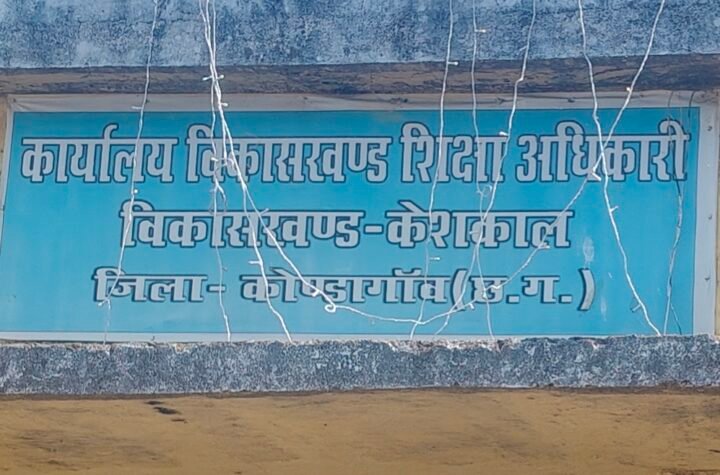 कार्यालय विकासखण्ड शिक्षा अधिकारी
विकासखण्ड-केशकाल
जिला- कोण्डागॉव(छ.ग.)